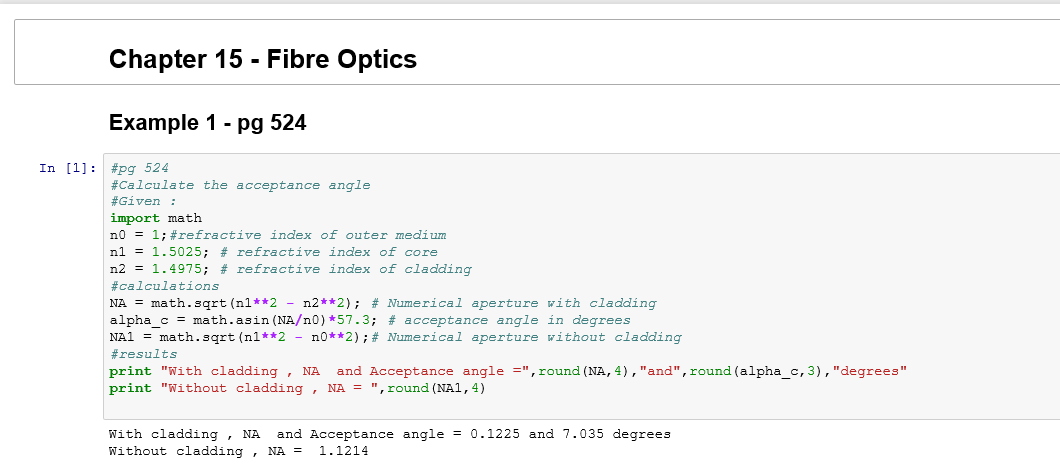 Chapter 15 - Fibre Optics
Example 1 - pg 524
In [1]:
#pg 524
#Calculate the acceptance angle
#Given :
import math
n0 = 1;#refractive index of outer medium
n1 = 1.5025; # refractive index of core
n2 = 1.4975; # refractive index of cladding
#calculations
NA = math.sqrt(n1**2 - n2**2); # Numerical aperture with cladding
alpha_c = math.asin(NA/n0)*57.3; # acceptance angle in degrees
NA1 = math.sqrt(n1**2 - n0**2);# Numerical aperture without cladding
#results
print "With cladding , NA  and Acceptance angle =",round(NA,4),"and",round(alpha_c,3),"degrees"
print "Without cladding , NA = ",round(NA1,4)
With cladding , NA  and Acceptance angle = 0.1225 and 7.035 degrees
Without cladding , NA =  1.1214